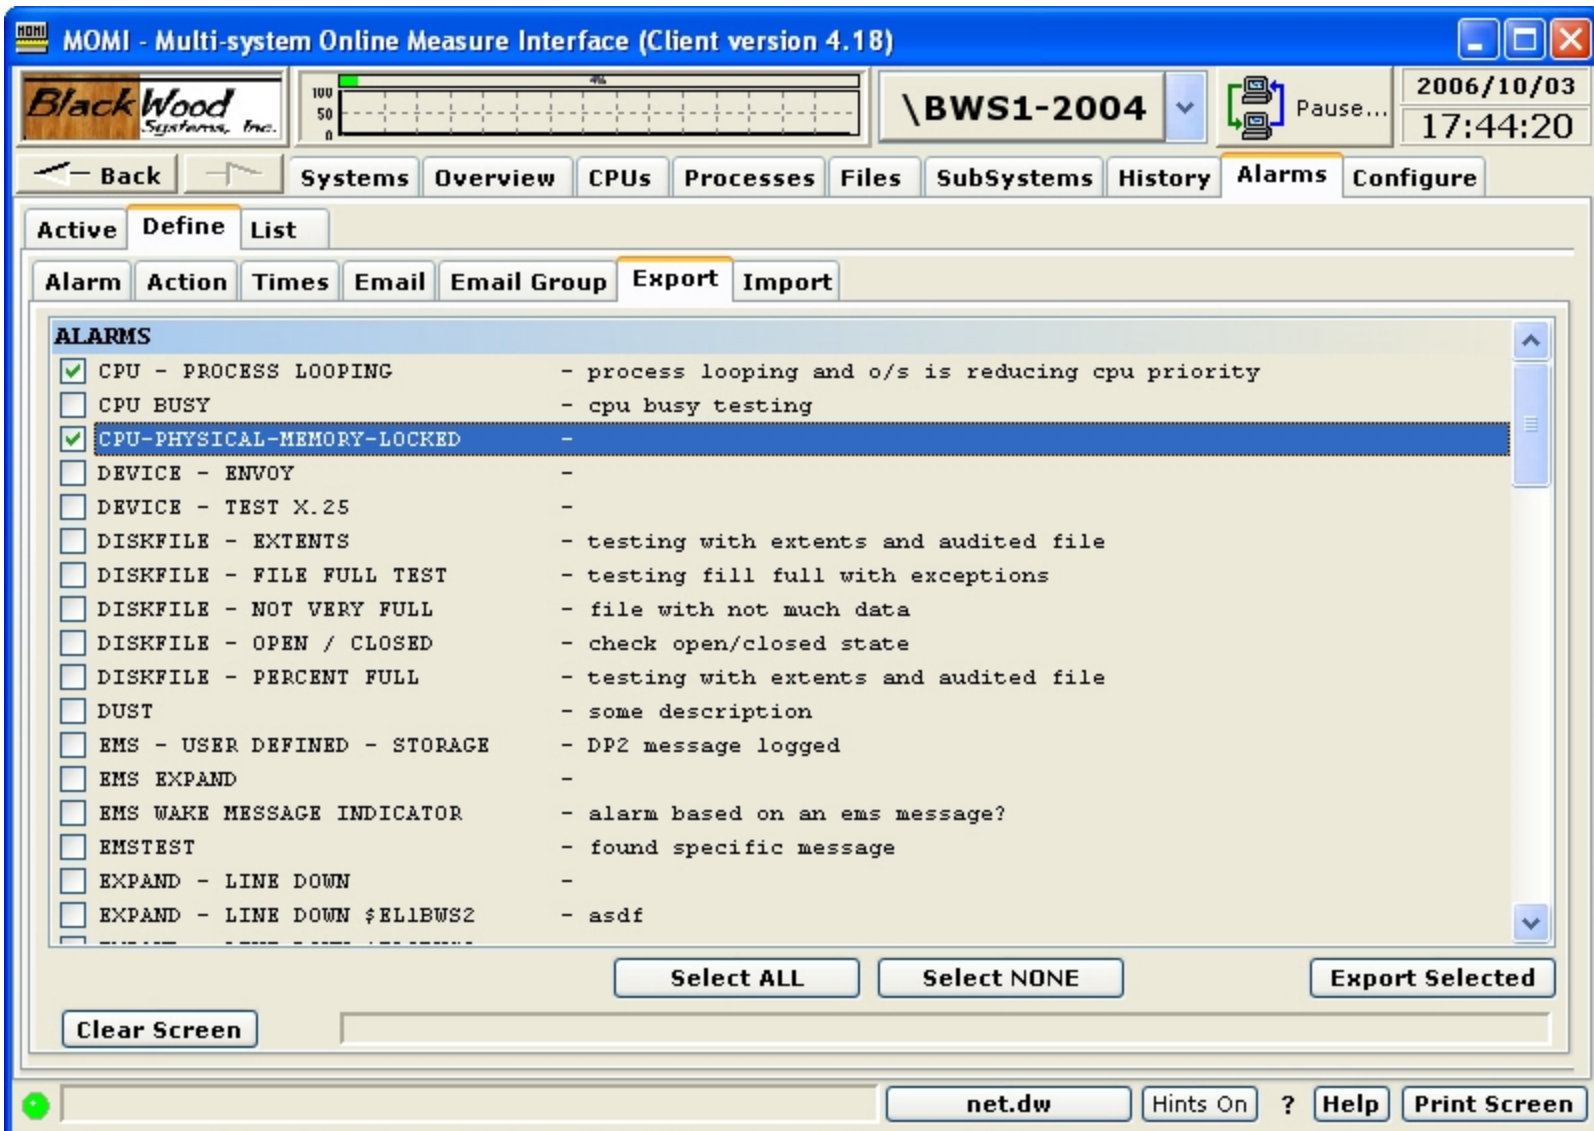 MOMI
MOMI - Multi-system Online Measure Interface (Client version 4.18)
BlackWood
Systems, Inc.
100
50
0
4%
\BWS1-2004
Pause...
2006/10/03
17:44:20
Back
Systems
Overview
CPUs
Processes
Files
SubSystems
History
Alarms
Configure
Active
Define
List
Alarm
Action
Times
Email
Email Group
Export
Import
ALARMS
CPU - PROCESS LOOPING - process looping and o/s is reducing cpu priority
CPU BUSY - cpu busy testing
CPU-PHYSICAL-MEMORY-LOCKED -
DEVICE - ENVOY -
DEVICE - TEST X.25 -
DISKFILE - EXTENTS - testing with extents and audited file
DISKFILE - FILE FULL TEST - testing fill full with exceptions
DISKFILE - NOT VERY FULL - file with not much data
DISKFILE - OPEN / CLOSED - check open/closed state
DISKFILE - PERCENT FULL - testing with extents and audited file
DUST - some description
EMS - USER DEFINED - STORAGE - DP2 message logged
EMS EXPAND -
EMS WAKE MESSAGE INDICATOR - alarm based on an ems message?
EMSTEST - found specific message
EXPAND - LINE DOWN -
EXPAND - LINE DOWN $EL1BWS2 - asdf
Select ALL
Select NONE
Export Selected
Clear Screen
net.dw
Hints On
?
Help
Print Screen